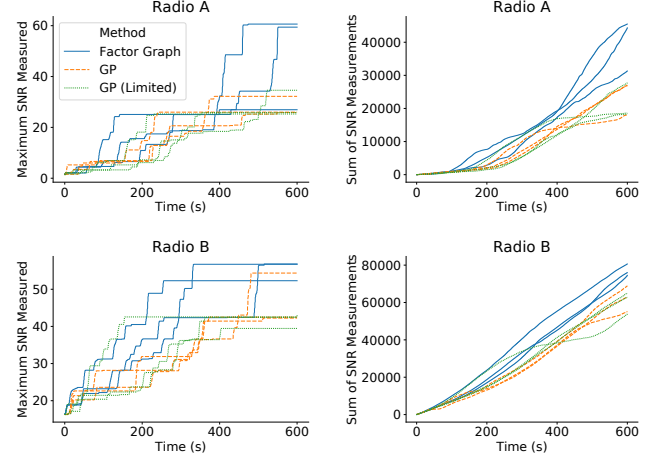 Radio A
Maximum SNR Measured
60
40
20
0
Method
Factor Graph
GP
GP (Limited)
0 200 400 600
Time (s)
Radio A
Sum of SNR Measurements
40000
30000
20000
10000
0
0 200 400 600
Time (s)
Radio B
Maximum SNR Measured
50
40
30
20
0 200 400 600
Time (s)
Radio B
Sum of SNR Measurements
80000
60000
40000
20000
0
0 200 400 600
Time (s)